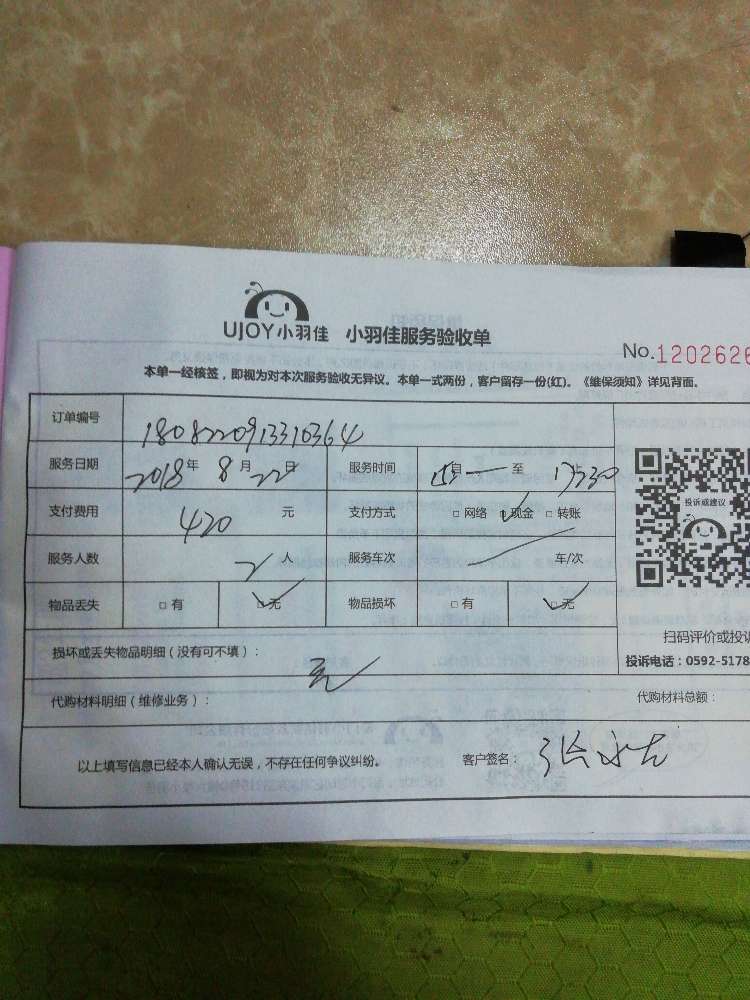 UJOY小羽佳 小羽佳服务验收单
No.1202626
本单一经核签，即视为对本次服务验收无异议。本单一式两份，客户留存一份(红)。《维保须知》详见背面。
订单编号 1808220913310364
服务日期 2018年8月22日 服务时间 自 至 止
支付费用 420 元 支付方式 □网络 □现金 □转账
服务人数 2 人 服务车次 车/次
物品丢失 □有 □无 物品损坏 □有 □无
投诉或建议
扫码评价或投诉
投诉电话：0592-5178
损坏或丢失物品明细（没有可不填）： 无
代购材料明细（维修业务）： 代购材料总额：
以上填写信息已经本人确认无误，不存在任何争议纠纷。 客户签名： 张